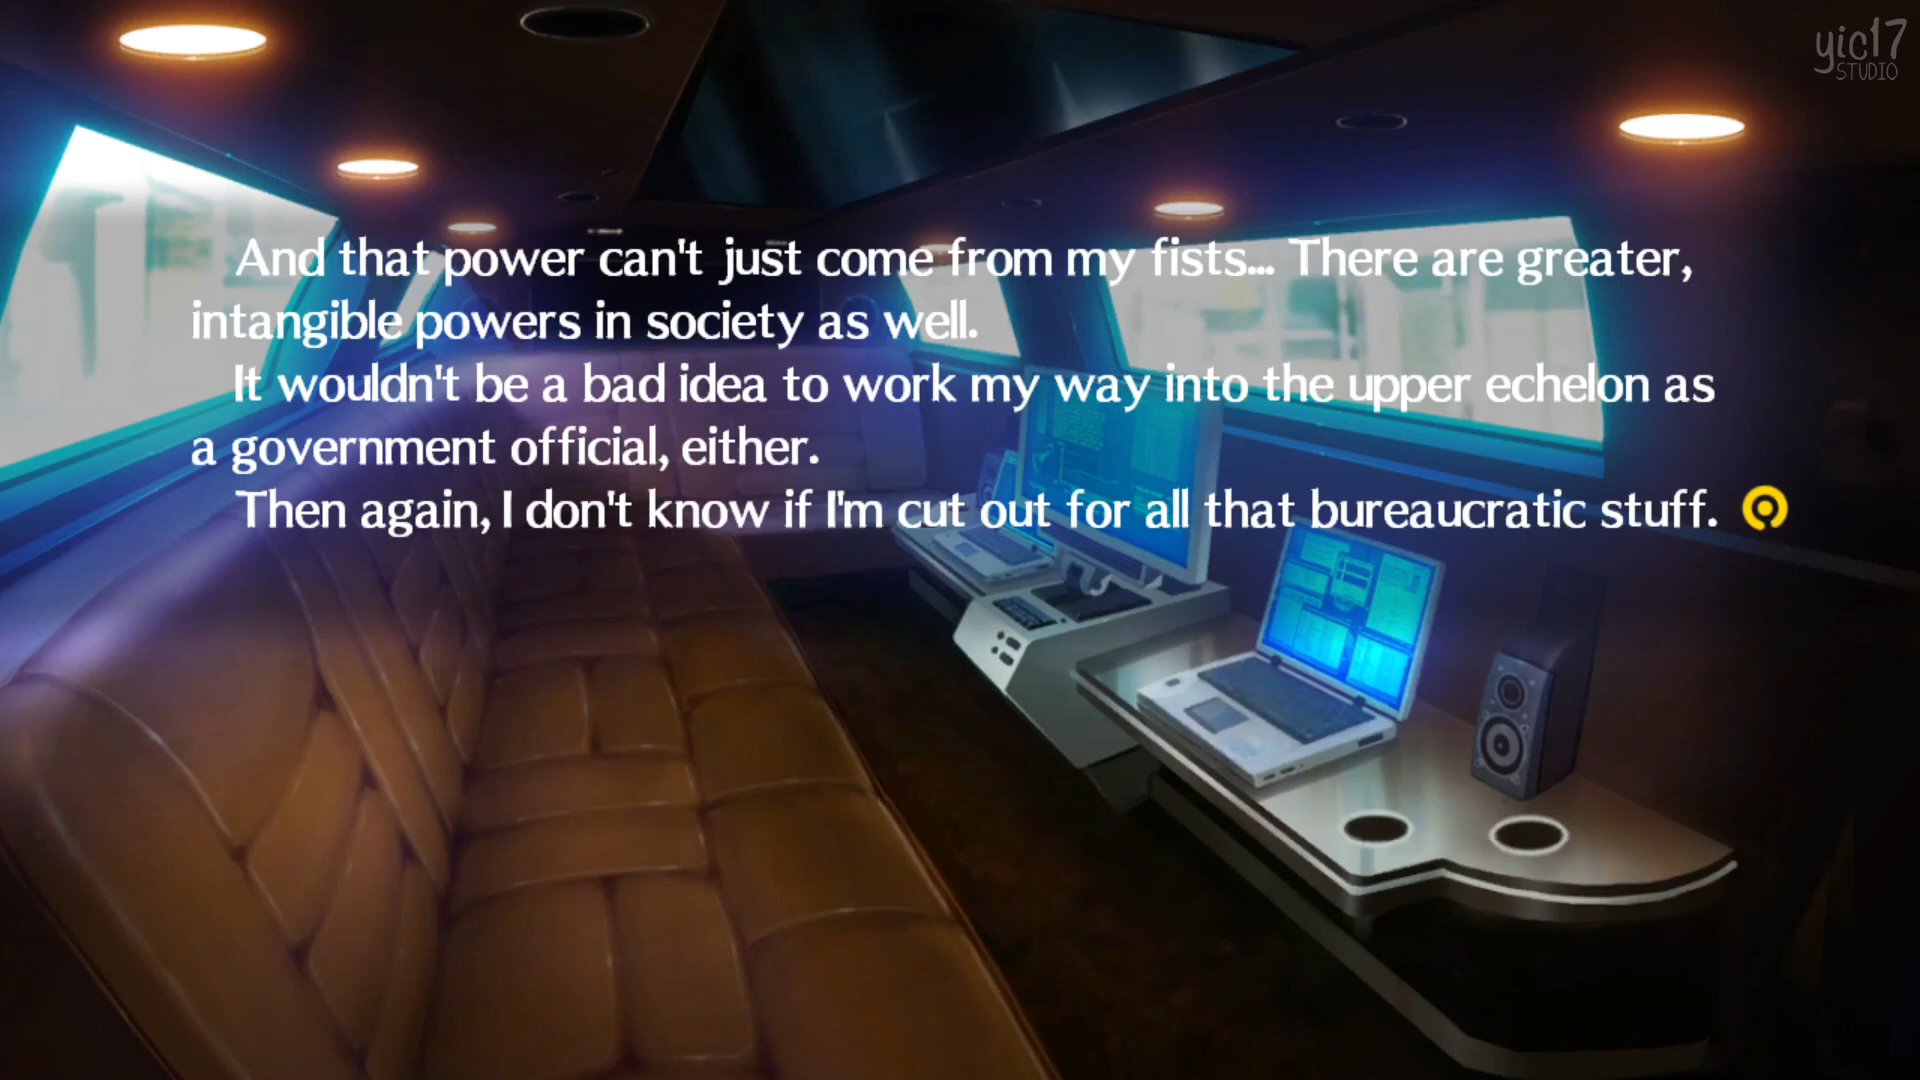 yic17
STUDIO
And that power can't just come from my fists... There are greater,
intangible powers in society as well.
It wouldn't be a bad idea to work my way into the upper echelon as
a government official, either.
Then again, I don't know if I'm cut out for all that bureaucratic stuff.